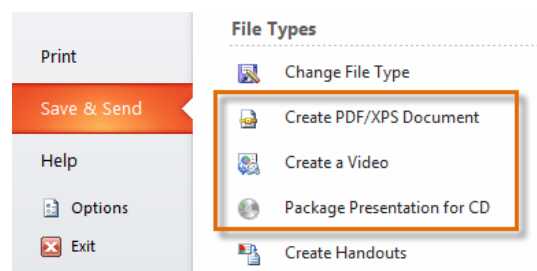 Print
Save & Send
Help
Options
Exit
File Types
Change File Type
Create PDF/XPS Document
Create a Video
Package Presentation for CD
Create Handouts